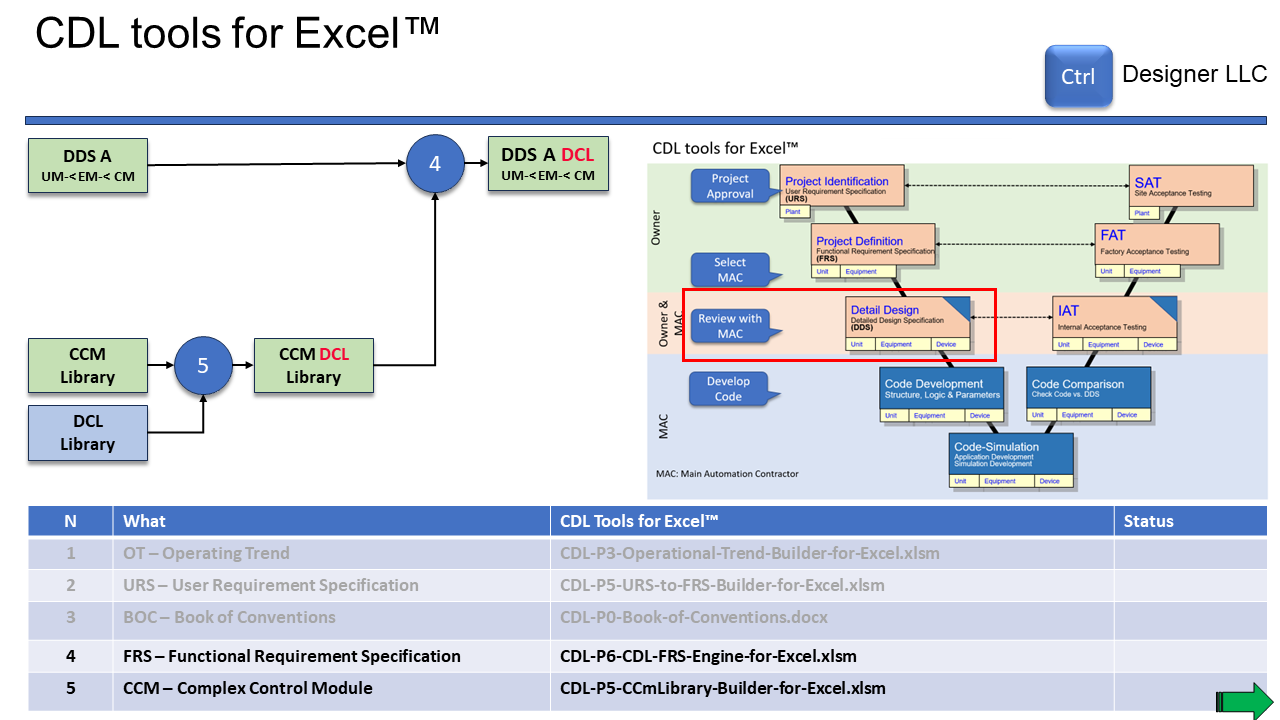 CDL tools for Excel™
Ctrl
Designer LLC
DDS A
UM-<EM-< CM
4
DDS A DCL
UM-<EM-< CM
CCM
Library
5
CCM DCL
Library
DCL
Library
CDL tools for Excel™
Owner
Project
Approval
Project Identification
User Requirement Specification
(URS)
Plant
SAT
Site Acceptance Testing
Plant
Project Definition
Functional Requirement Specification
(FRS)
Unit Equipment
FAT
Factory Acceptance Testing
Unit Equipment
Select
MAC
Owner &
MAC
Review with
MAC
Detail Design
Detailed Design Specification
(DDS)
Unit Equipment Device
IAT
Internal Acceptance Testing
Unit Equipment Device
MAC
Develop
Code
Code Development
Structure, Logic & Parameters
Unit Equipment Device
Code Comparison
Check Code vs. DDS
Unit Equipment Device
Code-Simulation
Application Development
Simulation Development
Unit Equipment Device
MAC: Main Automation Contractor
N What CDL Tools for Excel™ Status
1 OT – Operating Trend CDL-P3-Operational-Trend-Builder-for-Excel.xlsm
2 URS – User Requirement Specification CDL-P5-URS-to-FRS-Builder-for-Excel.xlsm
3 BOC – Book of Conventions CDL-P0-Book-of-Conventions.docx
4 FRS – Functional Requirement Specification CDL-P6-CDL-FRS-Engine-for-Excel.xlsm
5 CCM – Complex Control Module CDL-P5-CCmLibrary-Builder-for-Excel.xlsm